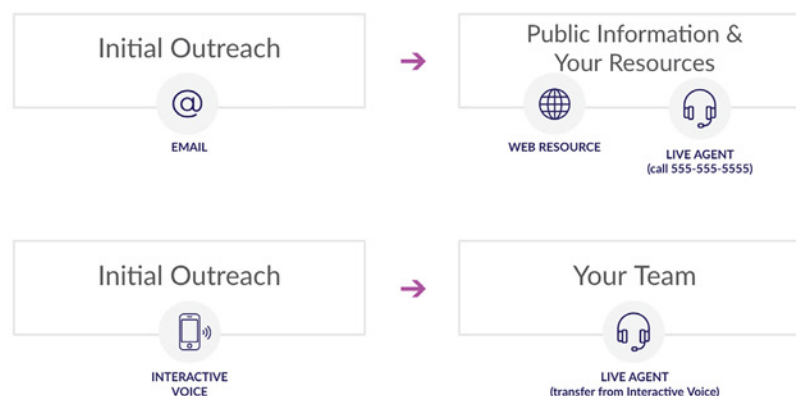 Initial Outreach
@
EMAIL
Public Information &
Your Resources
WEB RESOURCE
LIVE AGENT
(call 555-555-5555)
Initial Outreach
INTERACTIVE
VOICE
Your Team
LIVE AGENT
(transfer from Interactive Voice)